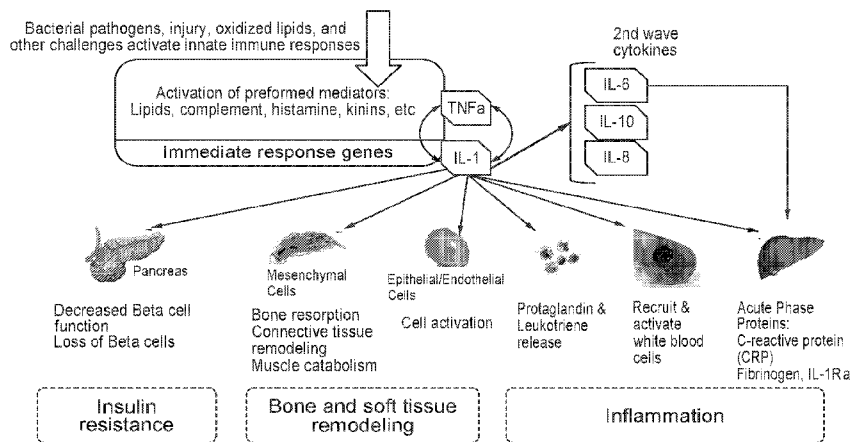 Bacterial pathogens, injury, oxidized lipids, and
other challenges activate innate immune responses
2nd wave
cytokines
Activation of preformed mediators:
Lipids, complement, histamine, kinins, etc
TNFa
IL-6
IL-10
IL-8
Immediate response genes
IL-1
Pancreas
Decreased Beta cell
function
Loss of Beta cells
Mesenchymal
Cells
Bone resorption
Connective tissue
remodeling
Muscle catabolism
Epithelial/Endothelial
Cells
Cell activation
Protaglandin &
Leukotriene
release
Recruit &
activate
white blood
cells
Acute Phase
Proteins:
C-reactive protein
(CRP)
Fibrinogen, IL-1Ra
Insulin
resistance
Bone and soft tissue
remodeling
Inflammation